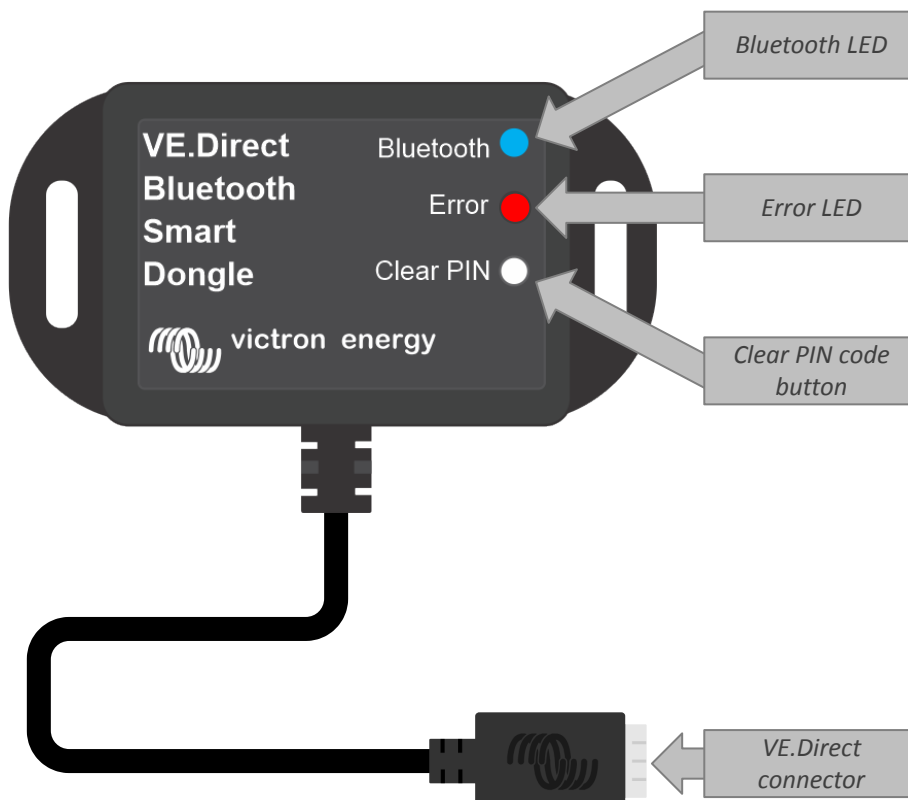 Bluetooth LED
VE.Direct
Bluetooth
Smart
Dongle
Bluetooth
Error
Clear PIN
victron energy
Error LED
Clear PIN code
button
VE.Direct
connector